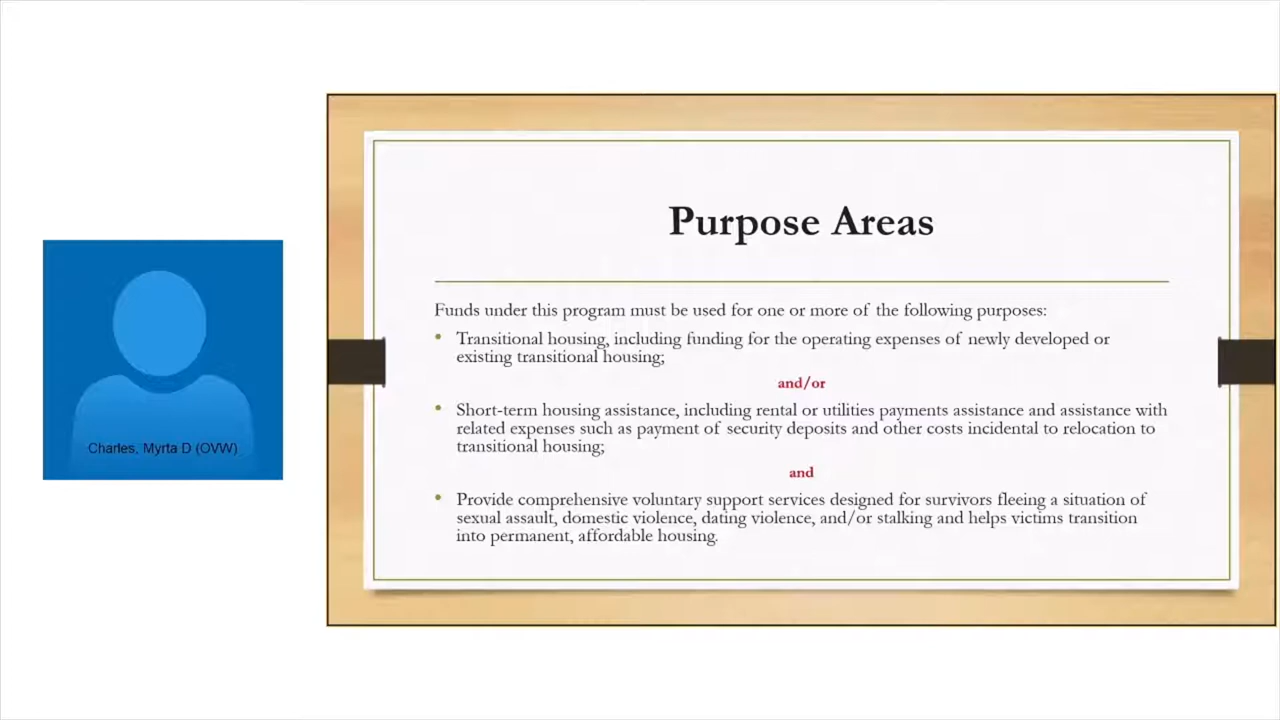 Charles, Myrta D (OVW)
Purpose Areas
Funds under this program must be used for one or more of the following purposes:
• Transitional housing, including funding for the operating expenses of newly developed or
existing transitional housing;
and/or
• Short-term housing assistance, including rental or utilities payments assistance and assistance with
related expenses such as payment of security deposits and other costs incidental to relocation to
transitional housing;
and
• Provide comprehensive voluntary support services designed for survivors fleeing a situation of
sexual assault, domestic violence, dating violence, and/or stalking and helps victims transition
into permanent, affordable housing.